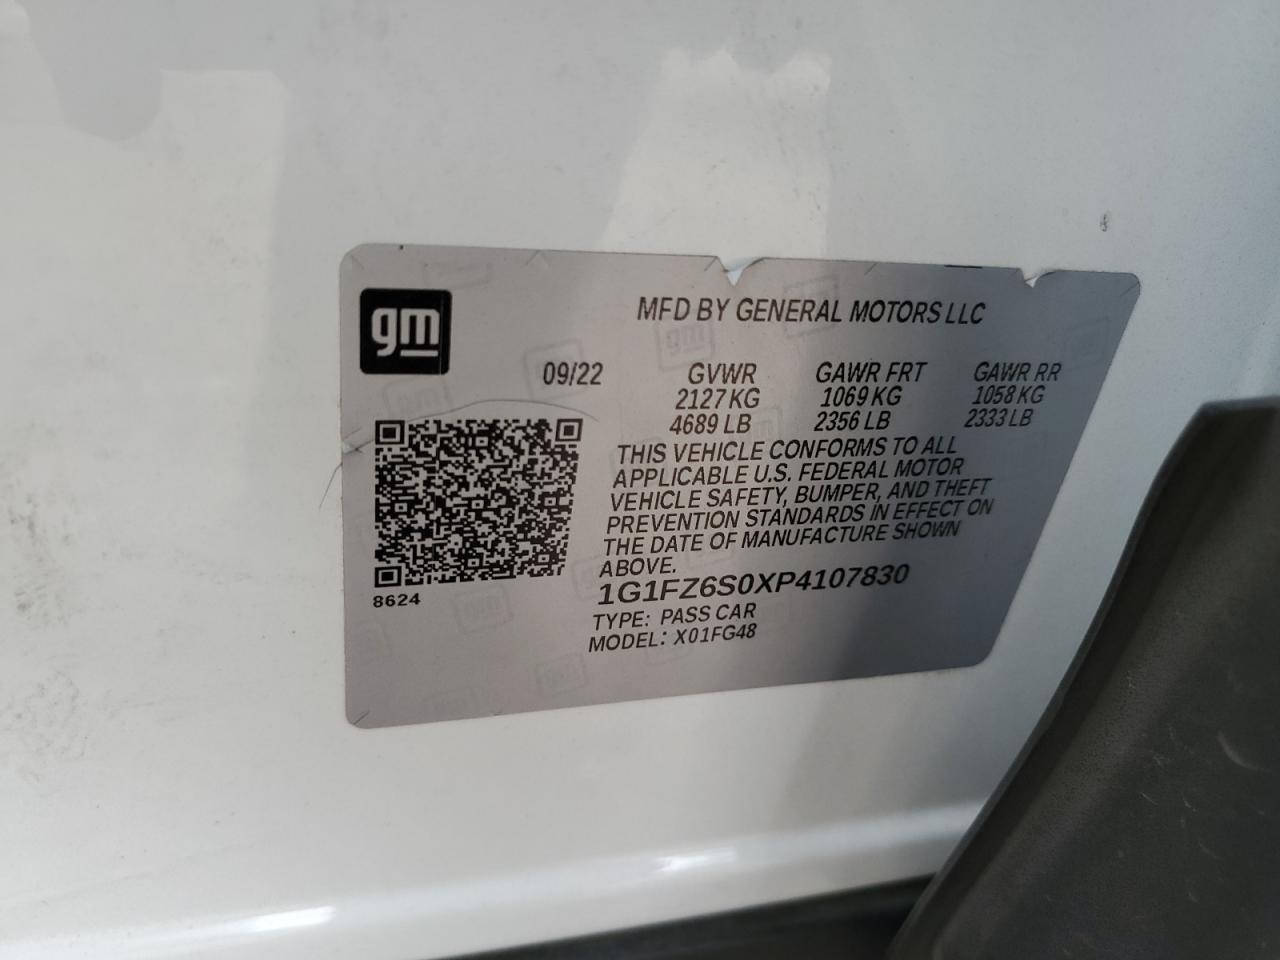 gm
MFD BY GENERAL MOTORS LLC
09/22 GVWR GAWR FRT GAWR RR
2127 KG 1069 KG 1058 KG
4689 LB 2356 LB 2333 LB
THIS VEHICLE CONFORMS TO ALL
APPLICABLE U.S. FEDERAL MOTOR
VEHICLE SAFETY, BUMPER, AND THEFT
PREVENTION STANDARDS IN EFFECT ON
THE DATE OF MANUFACTURE SHOWN
ABOVE.
8624
1G1FZ6S0XP4107830
TYPE: PASS CAR
MODEL: X01FG48